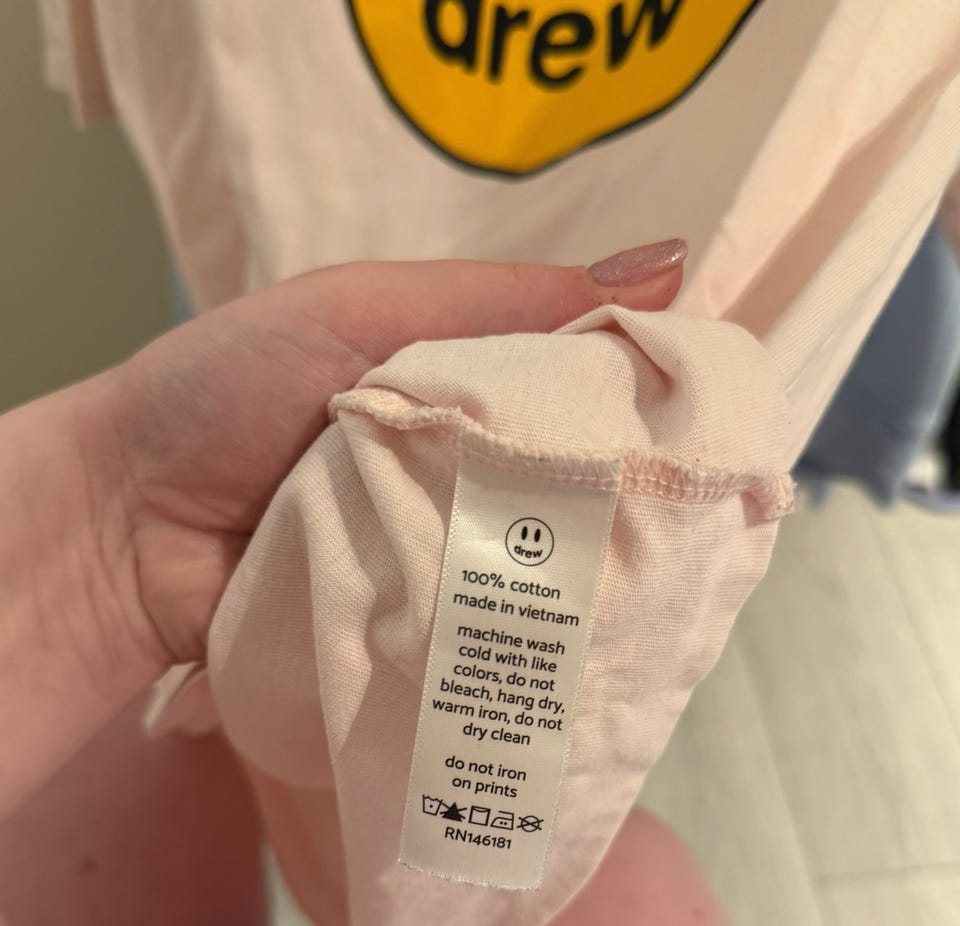 drew
drew
100% cotton
made in vietnam
machine wash
cold with like
colors, do not
bleach, hang dry,
warm iron, do not
dry clean
do not iron
on prints
RN146181